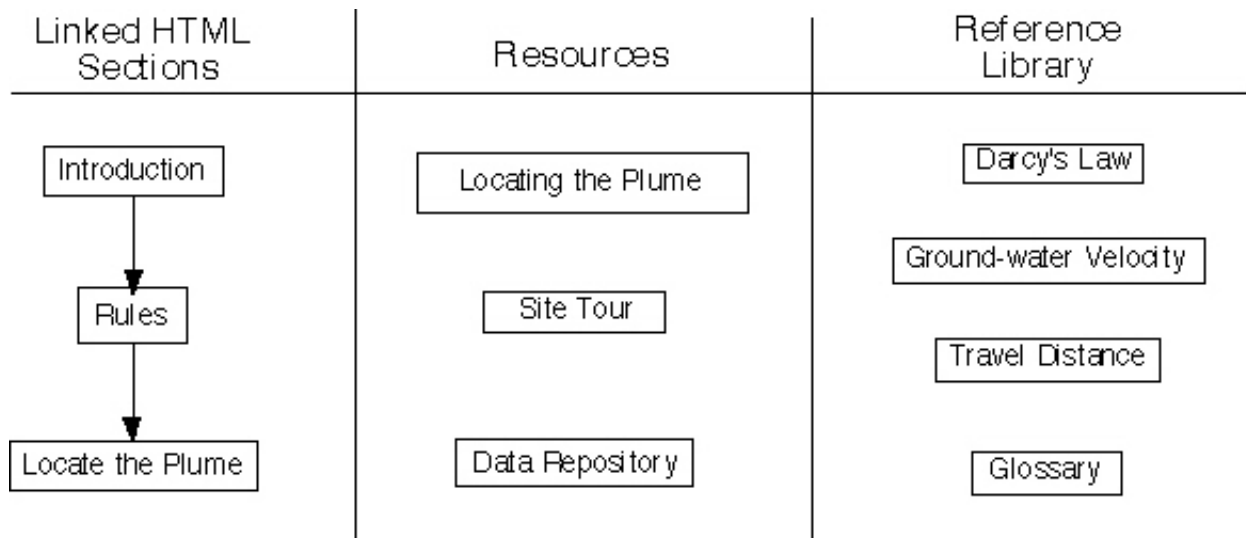 Linked HTML
Sections
Resources
Reference
Library
Introduction
Rules
Locate the Plume
Locating the Plume
Site Tour
Data Repository
Darcy's Law
Ground-water Velocity
Travel Distance
Glossary